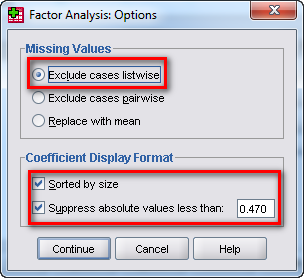 Factor Analysis: Options
Missing Values
Exclude cases listwise
Exclude cases pairwise
Replace with mean
Coefficient Display Format
Sorted by size
Suppress absolute values less than: 0.470
Continue Cancel Help